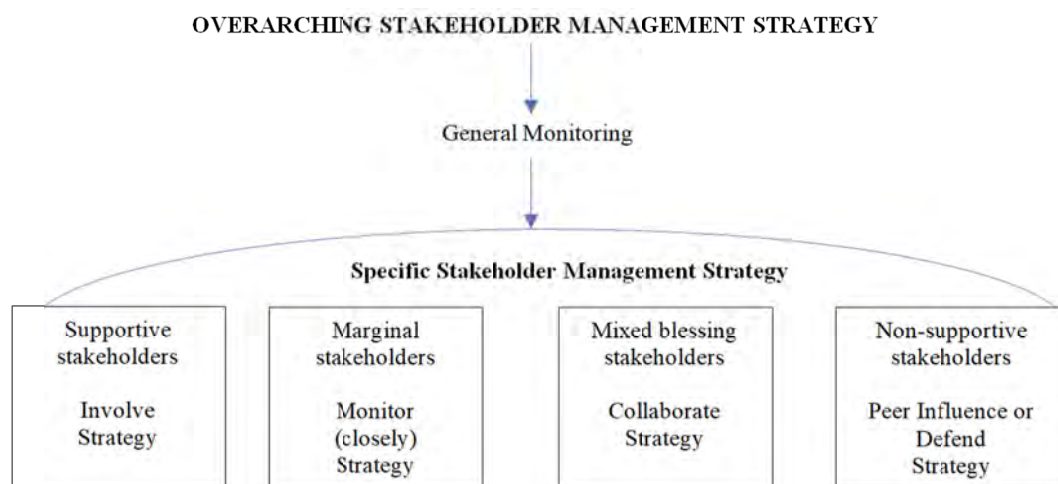 OVERARCHING STAKEHOLDER MANAGEMENT STRATEGY
General Monitoring
Specific Stakeholder Management Strategy
Supportive
stakeholders
Involve
Strategy
Marginal
stakeholders
Monitor
(closely)
Strategy
Mixed blessing
stakeholders
Collaborate
Strategy
Non-supportive
stakeholders
Peer Influence or
Defend
Strategy